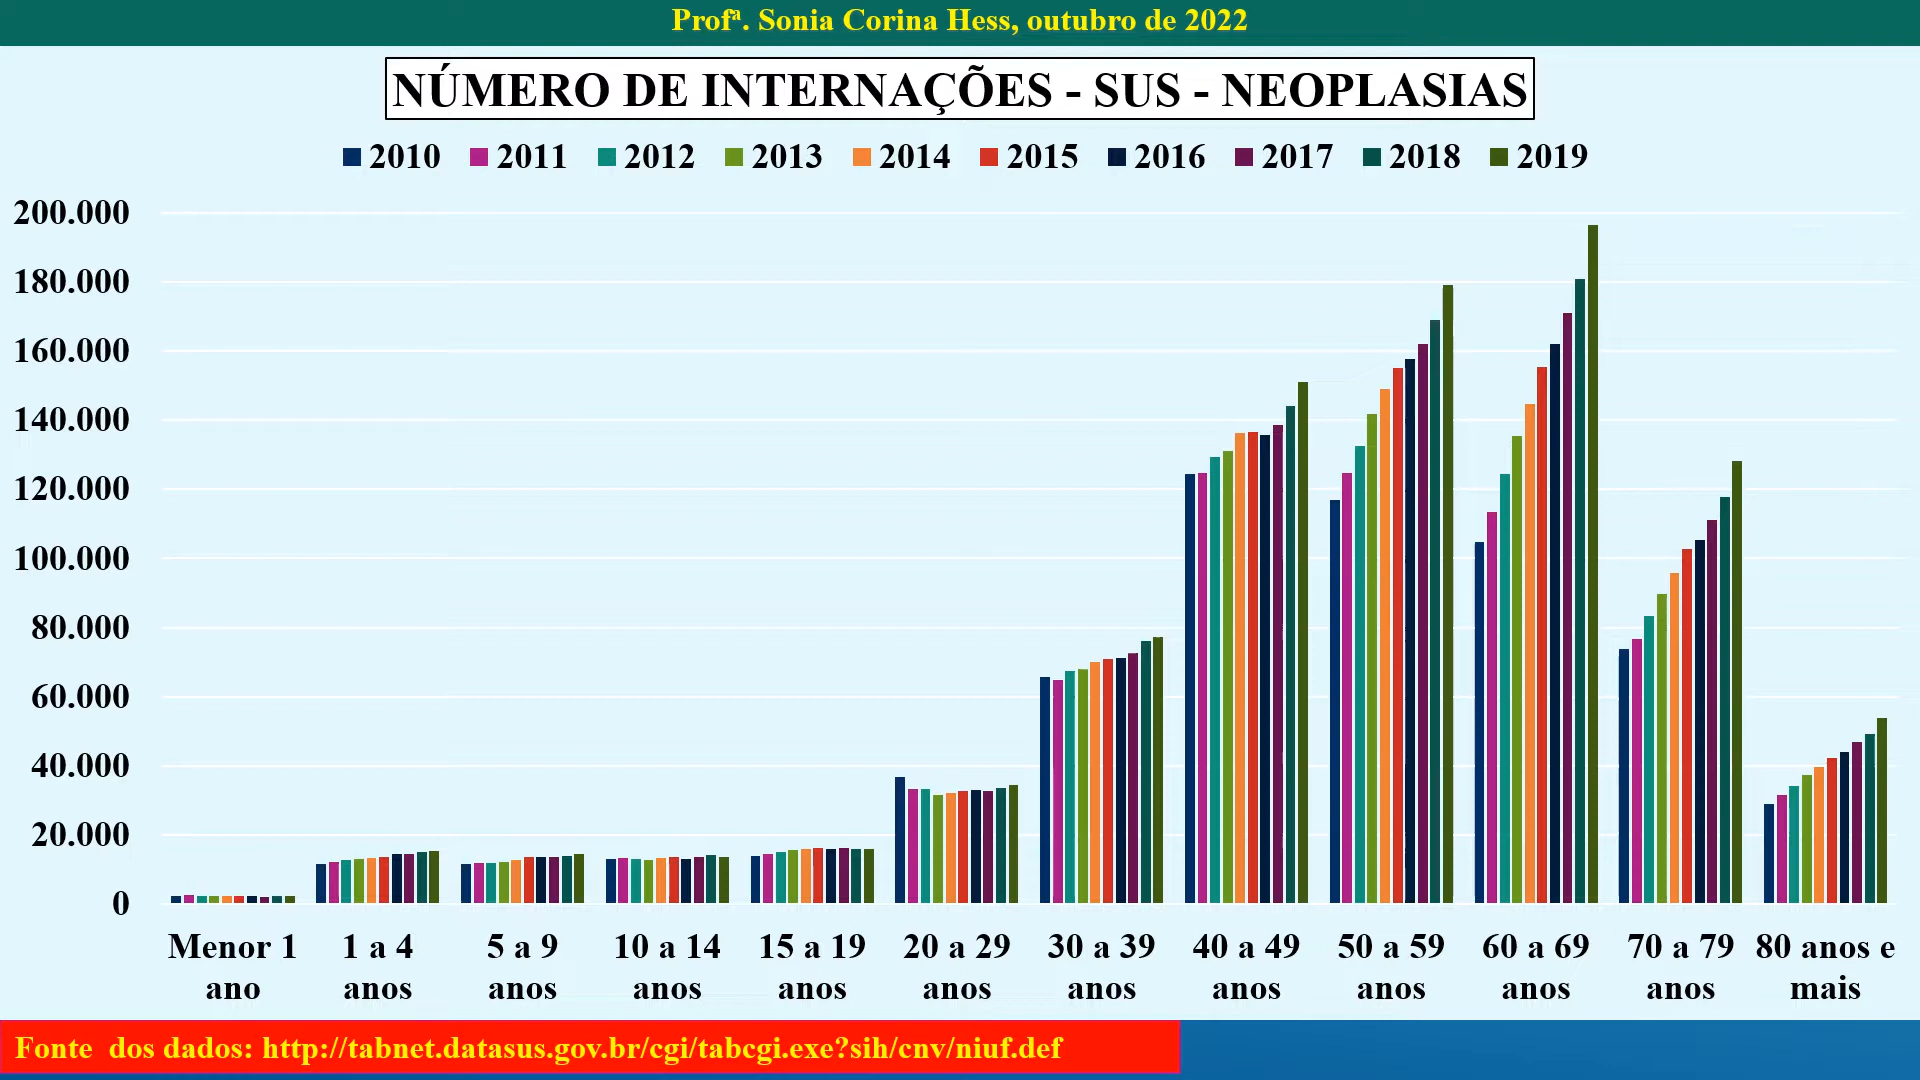 Profª. Sonia Corina Hess, outubro de 2022
NÚMERO DE INTERNAÇÕES - SUS - NEOPLASIAS
2010 2011 2012 2013 2014 2015 2016 2017 2018 2019
200.000
180.000
160.000
140.000
120.000
100.000
80.000
60.000
40.000
20.000
0
Menor 1 ano
1 a 4 anos
5 a 9 anos
10 a 14 anos
15 a 19 anos
20 a 29 anos
30 a 39 anos
40 a 49 anos
50 a 59 anos
60 a 69 anos
70 a 79 anos
80 anos e mais
Fonte dos dados: http://tabnet.datasus.gov.br/cgi/tabcgi.exe?sih/cnv/niuf.def